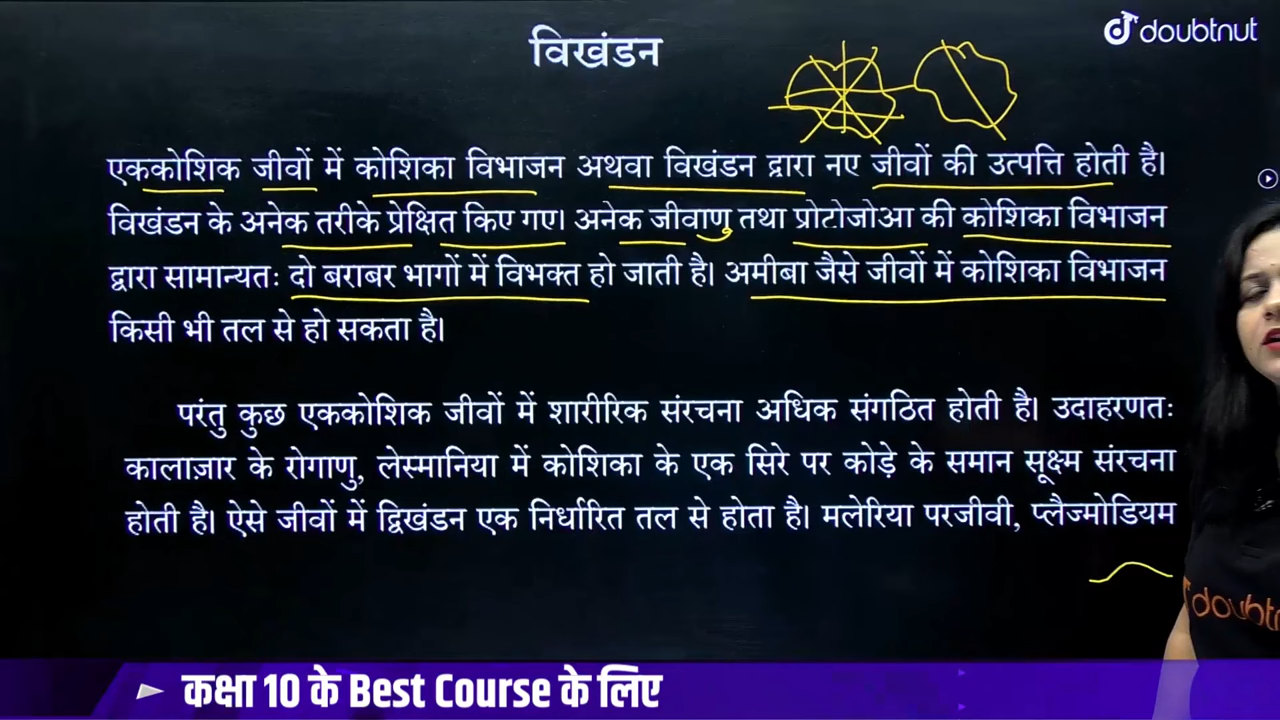 विखंडन
doubtnut
एककोशिक जीवों में कोशिका विभाजन अथवा विखंडन द्वारा नए जीवों की उत्पत्ति होती है।
विखंडन के अनेक तरीके प्रेक्षित किए गए। अनेक जीवाणु तथा प्रोटोजोआ की कोशिका विभाजन
द्वारा सामान्यतः दो बराबर भागों में विभक्त हो जाती है। अमीबा जैसे जीवों में कोशिका विभाजन
किसी भी तल से हो सकता है।
परंतु कुछ एककोशिक जीवों में शारीरिक संरचना अधिक संगठित होती है। उदाहरणतः
कालाज़ार के रोगाणु, लेस्मानिया में कोशिका के एक सिरे पर कोड़े के समान सूक्ष्म संरचना
होती है। ऐसे जीवों में द्विखंडन एक निर्धारित तल से होता है। मलेरिया परजीवी, प्लैज्मोडियम
doubtn
कक्षा 10 के Best Course के लिए